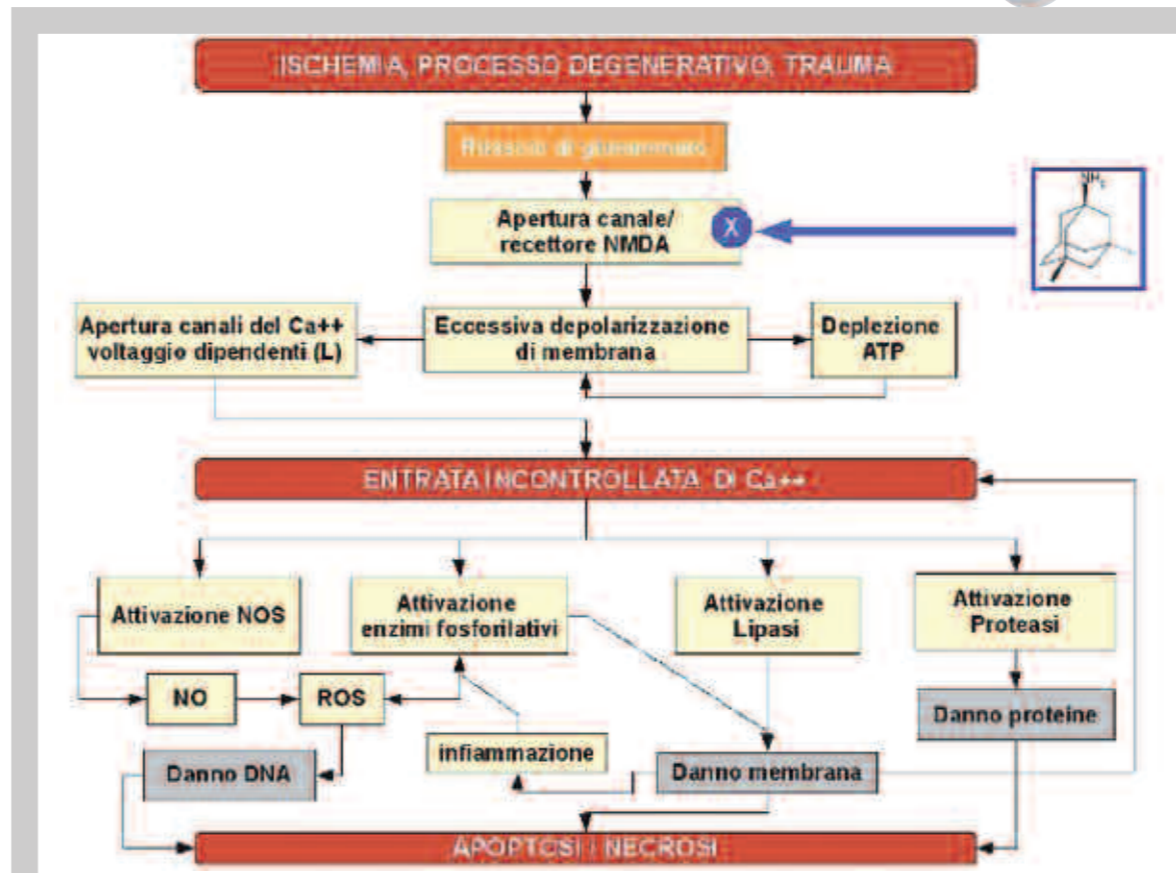 ISCHEMIA, PROCESSO DEGENERATIVO, TRAUMA
Rilascio di glutammato
Apertura canale/
recettore NMDA
X
NH2
Apertura canali del Ca++
voltaggio dipendenti (L)
Eccessiva depolarizzazione
di membrana
Deplezione
ATP
ENTRATA INCONTROLLATA DI Ca++
Attivazione NOS
Attivazione
enzimi fosforilativi
Attivazione
Lipasi
Attivazione
Proteasi
NO
ROS
Danno proteine
infiammazione
Danno DNA
Danno membrana
APOPTOSI / NECROSI